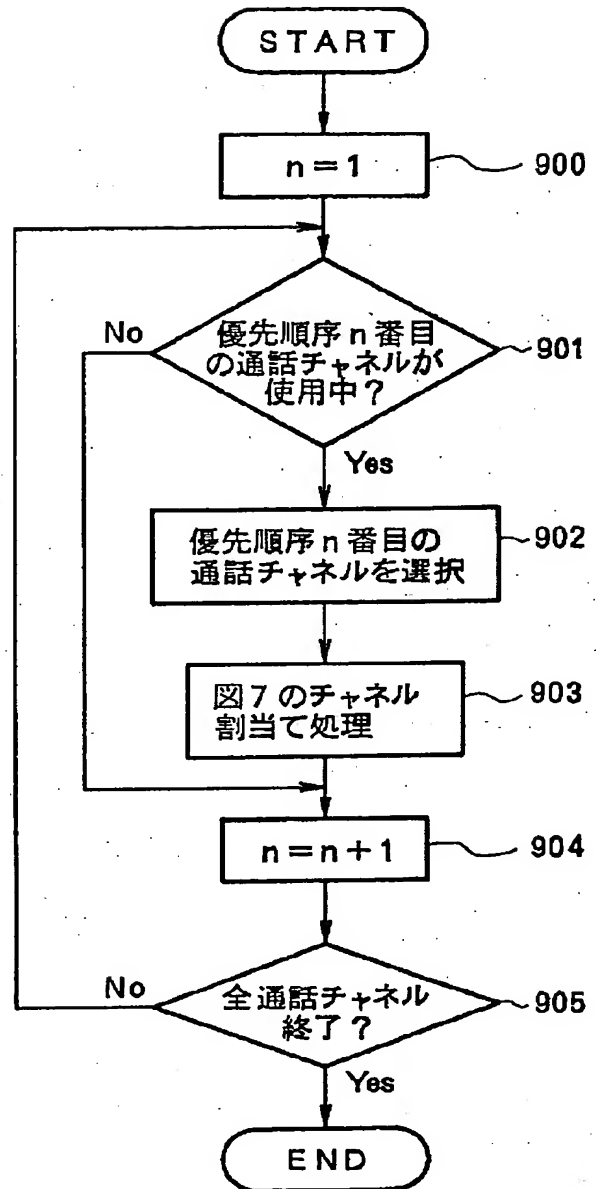 START
n=1
900
No
優先順序n番目
の通話チャネルが
使用中?
901
Yes
優先順序n番目の
通話チャネルを選択
902
図7のチャネル
割当て処理
903
n=n+1
904
No
全通話チャネル
終了?
905
Yes
END